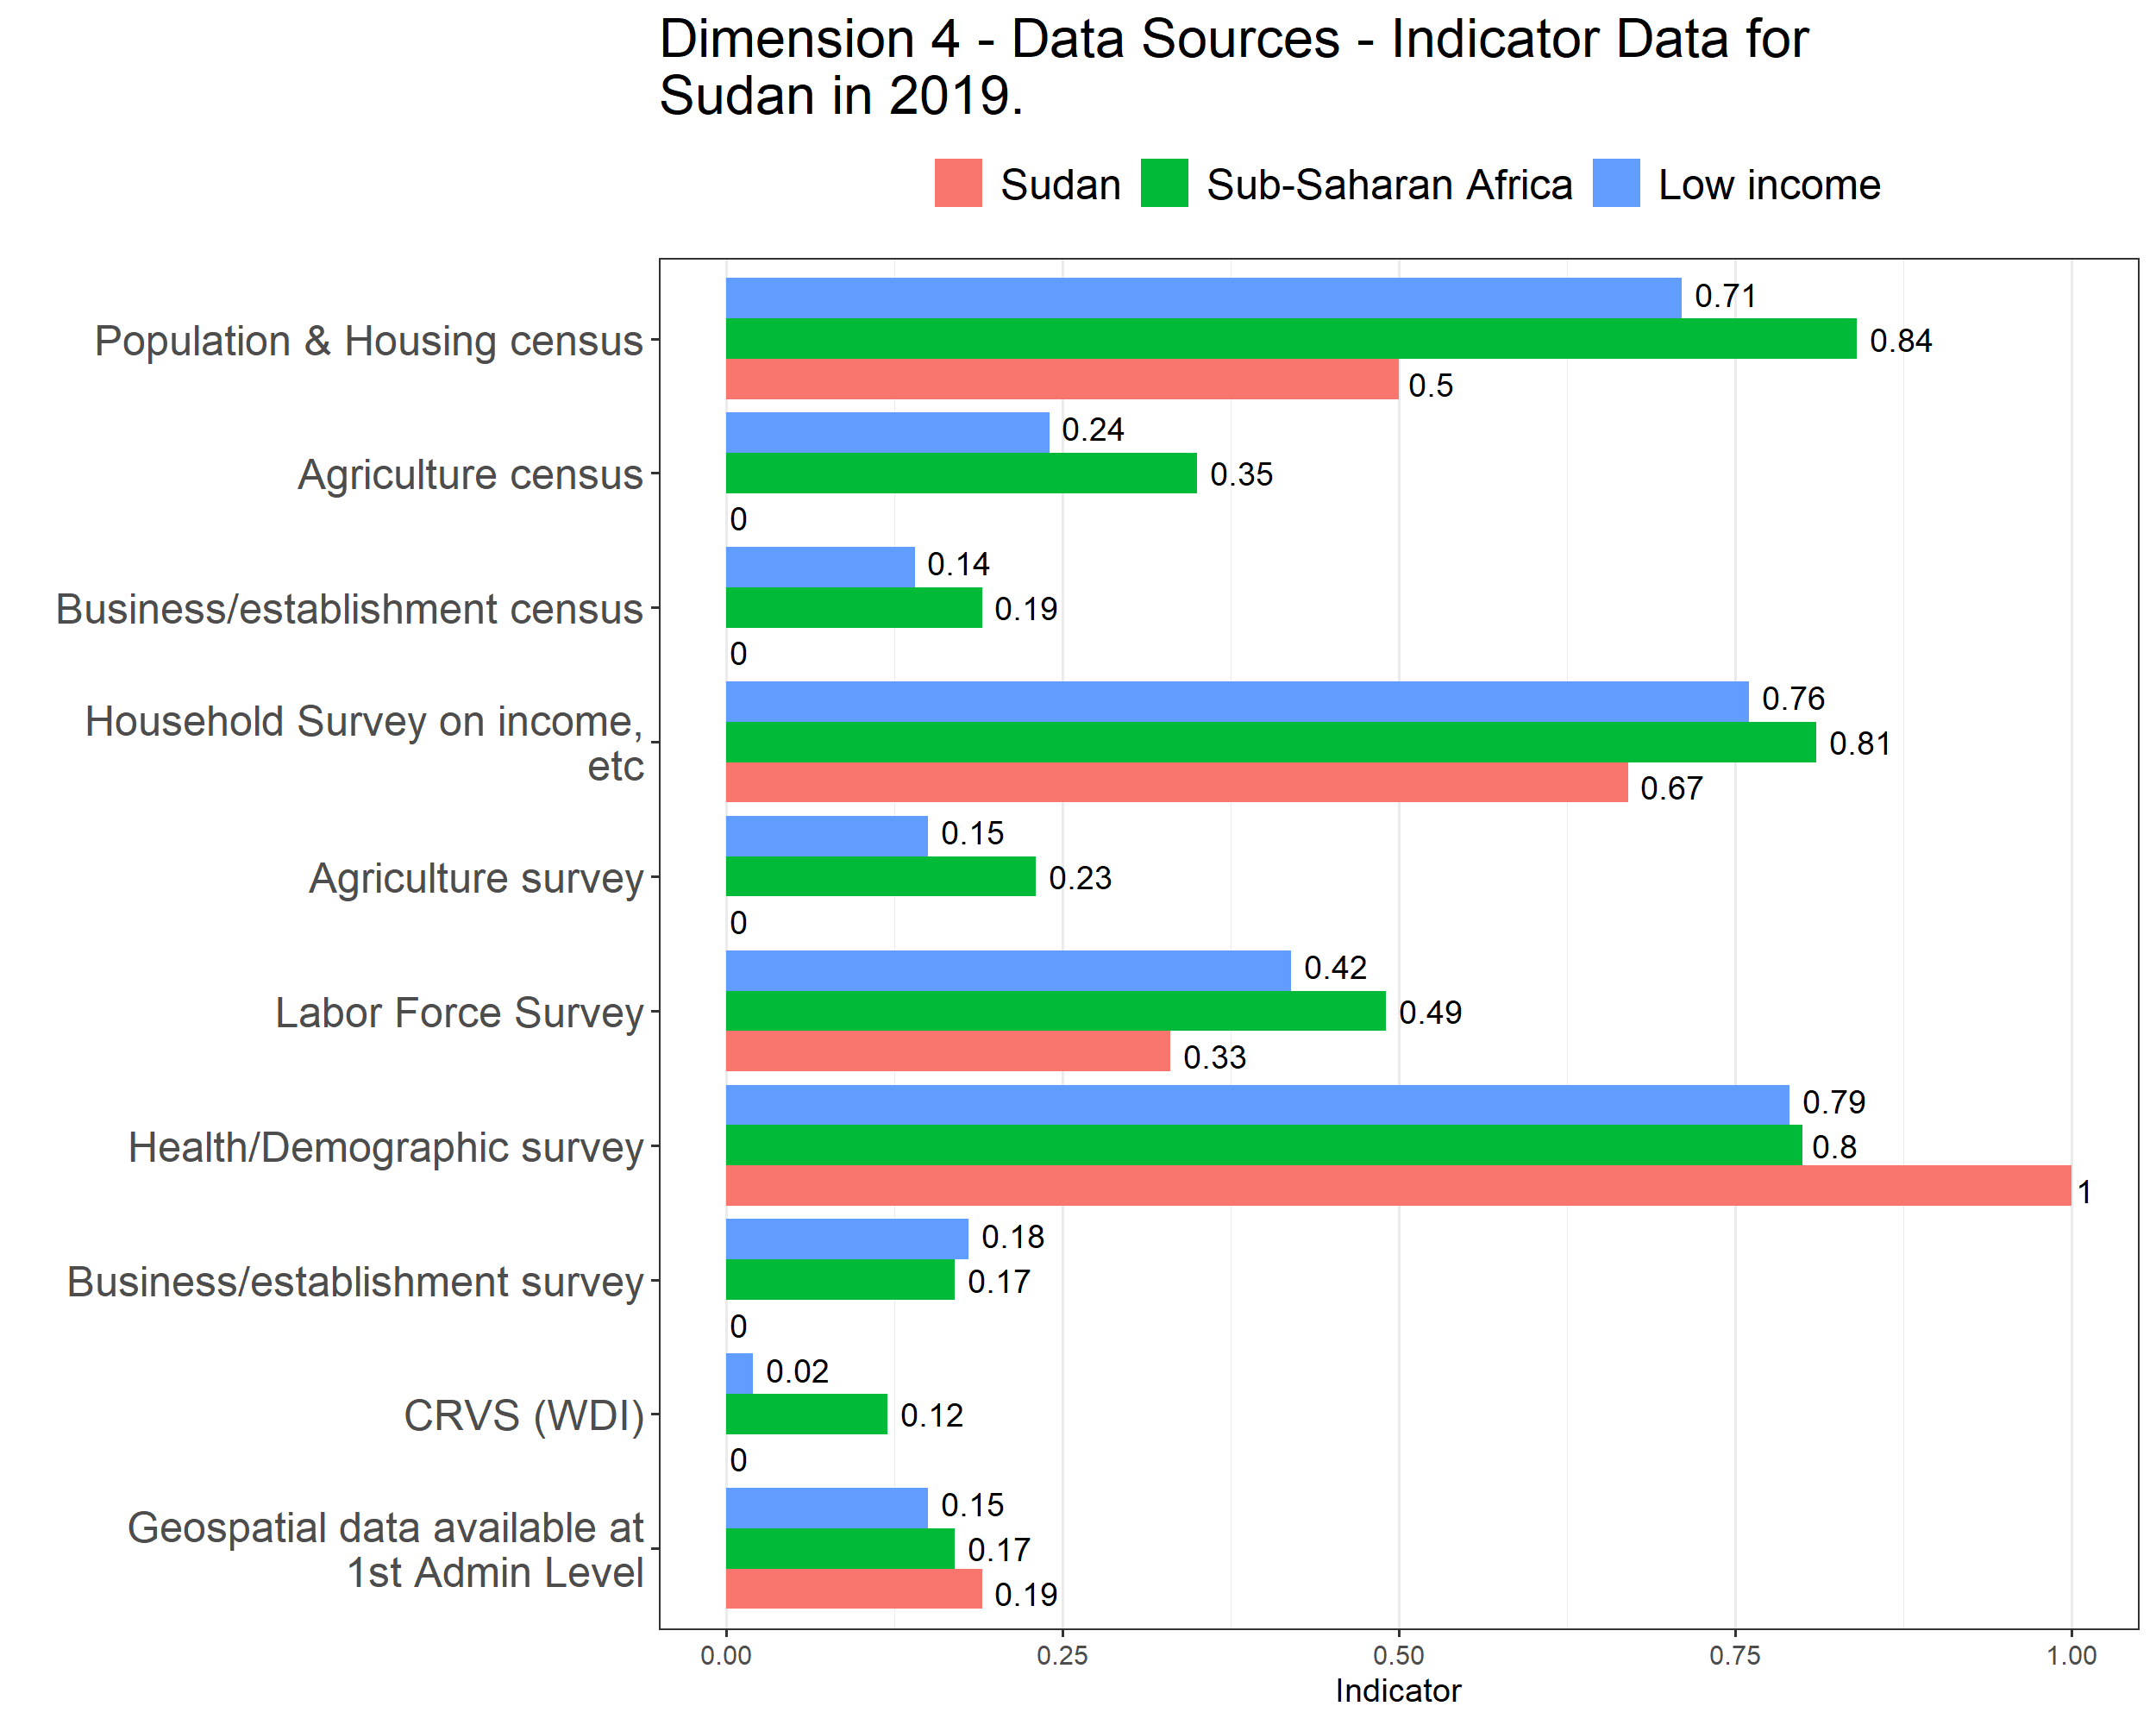 Dimension 4 - Data Sources - Indicator Data for
Sudan in 2019.
Sudan Sub-Saharan Africa Low income
Population & Housing census
0.71
0.84
0.5
Agriculture census
0.24
0.35
0
Business/establishment census
0.14
0.19
0
Household Survey on income,
etc
0.76
0.81
0.67
Agriculture survey
0.15
0.23
0
Labor Force Survey
0.42
0.49
0.33
Health/Demographic survey
0.79
0.8
1
Business/establishment survey
0.18
0.17
0
CRVS (WDI)
0.02
0.12
0
Geospatial data available at
1st Admin Level
0.15
0.17
0.19
0.00 0.25 0.50 0.75 1.00
Indicator